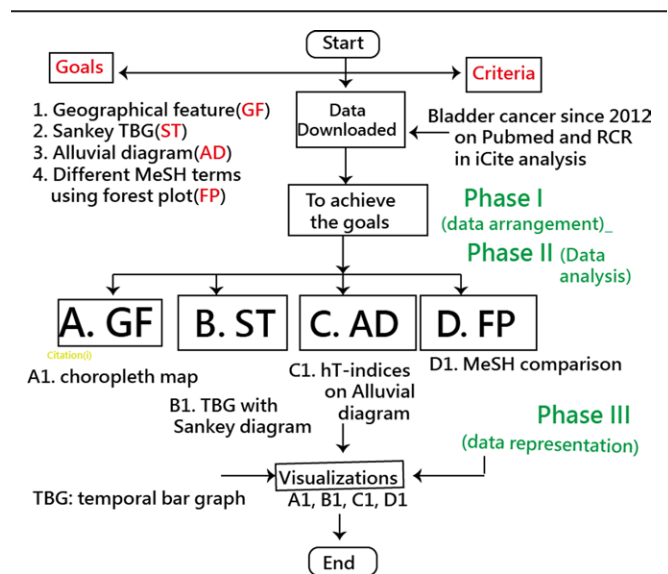 Start
Goals
Criteria
1. Geographical feature(GF)
2. Sankey TBG(ST)
3. Alluvial diagram(AD)
4. Different MeSH terms
using forest plot(FP)
Data
Downloaded
Bladder cancer since 2012
on Pubmed and RCR
in iCite analysis
To achieve
the goals
Phase I
(data arrangement)_
Phase II (Data
analysis)
A. GF
B. ST
C. AD
D. FP
Citation(i)
A1. choropleth map
B1. TBG with
Sankey diagram
C1. hT-indices
on Alluvial
diagram
D1. MeSH comparison
Phase III
(data representation)
Visualizations
TBG: temporal bar graph
A1, B1, C1, D1
End